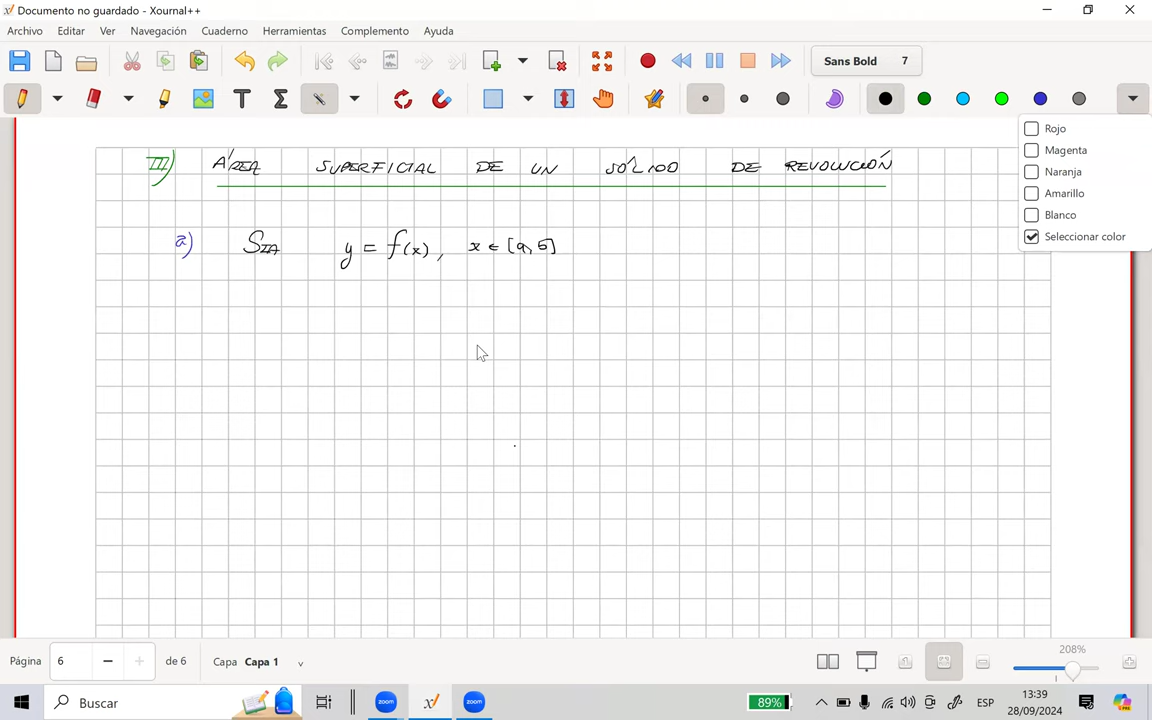 Documento no guardado - Xournal++
Archivo Editar Ver Navegación Cuaderno Herramientas Complemento Ayuda
Sans Bold 7
Rojo
Magenta
Naranja
Amarillo
Blanco
Seleccionar color
III) ÁREA SUPERFICIAL DE UN SÓLIDO DE REVOLUCIÓN
a) SEA y = f(x), x ∈ [a,b]
Página 6 de 6 Capa Capa 1 208%
Buscar zoom zoom 89% ESP 13:39
28/09/2024